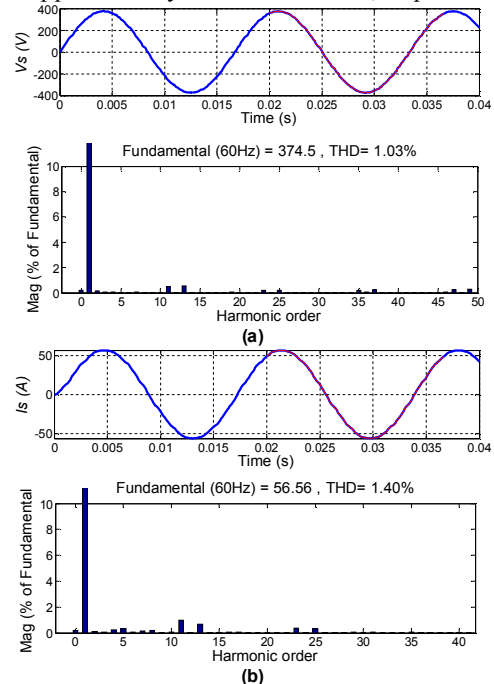 400
200
0
-200
-400
Vs (V)
0 0.005 0.01 0.015 0.02 0.025 0.03 0.035 0.04
Time (s)
Fundamental (60Hz) = 374.5 , THD= 1.03%
10
8
6
4
2
0
Mag (% of Fundamental)
0 5 10 15 20 25 30 35 40 45 50
Harmonic order
(a)
50
0
-50
Is (A)
0 0.005 0.01 0.015 0.02 0.025 0.03 0.035 0.04
Time (s)
Fundamental (60Hz) = 56.56 , THD= 1.40%
10
8
6
4
2
0
Mag (% of Fundamental
0 5 10 15 20 25 30 35 40
Harmonic order
(b)